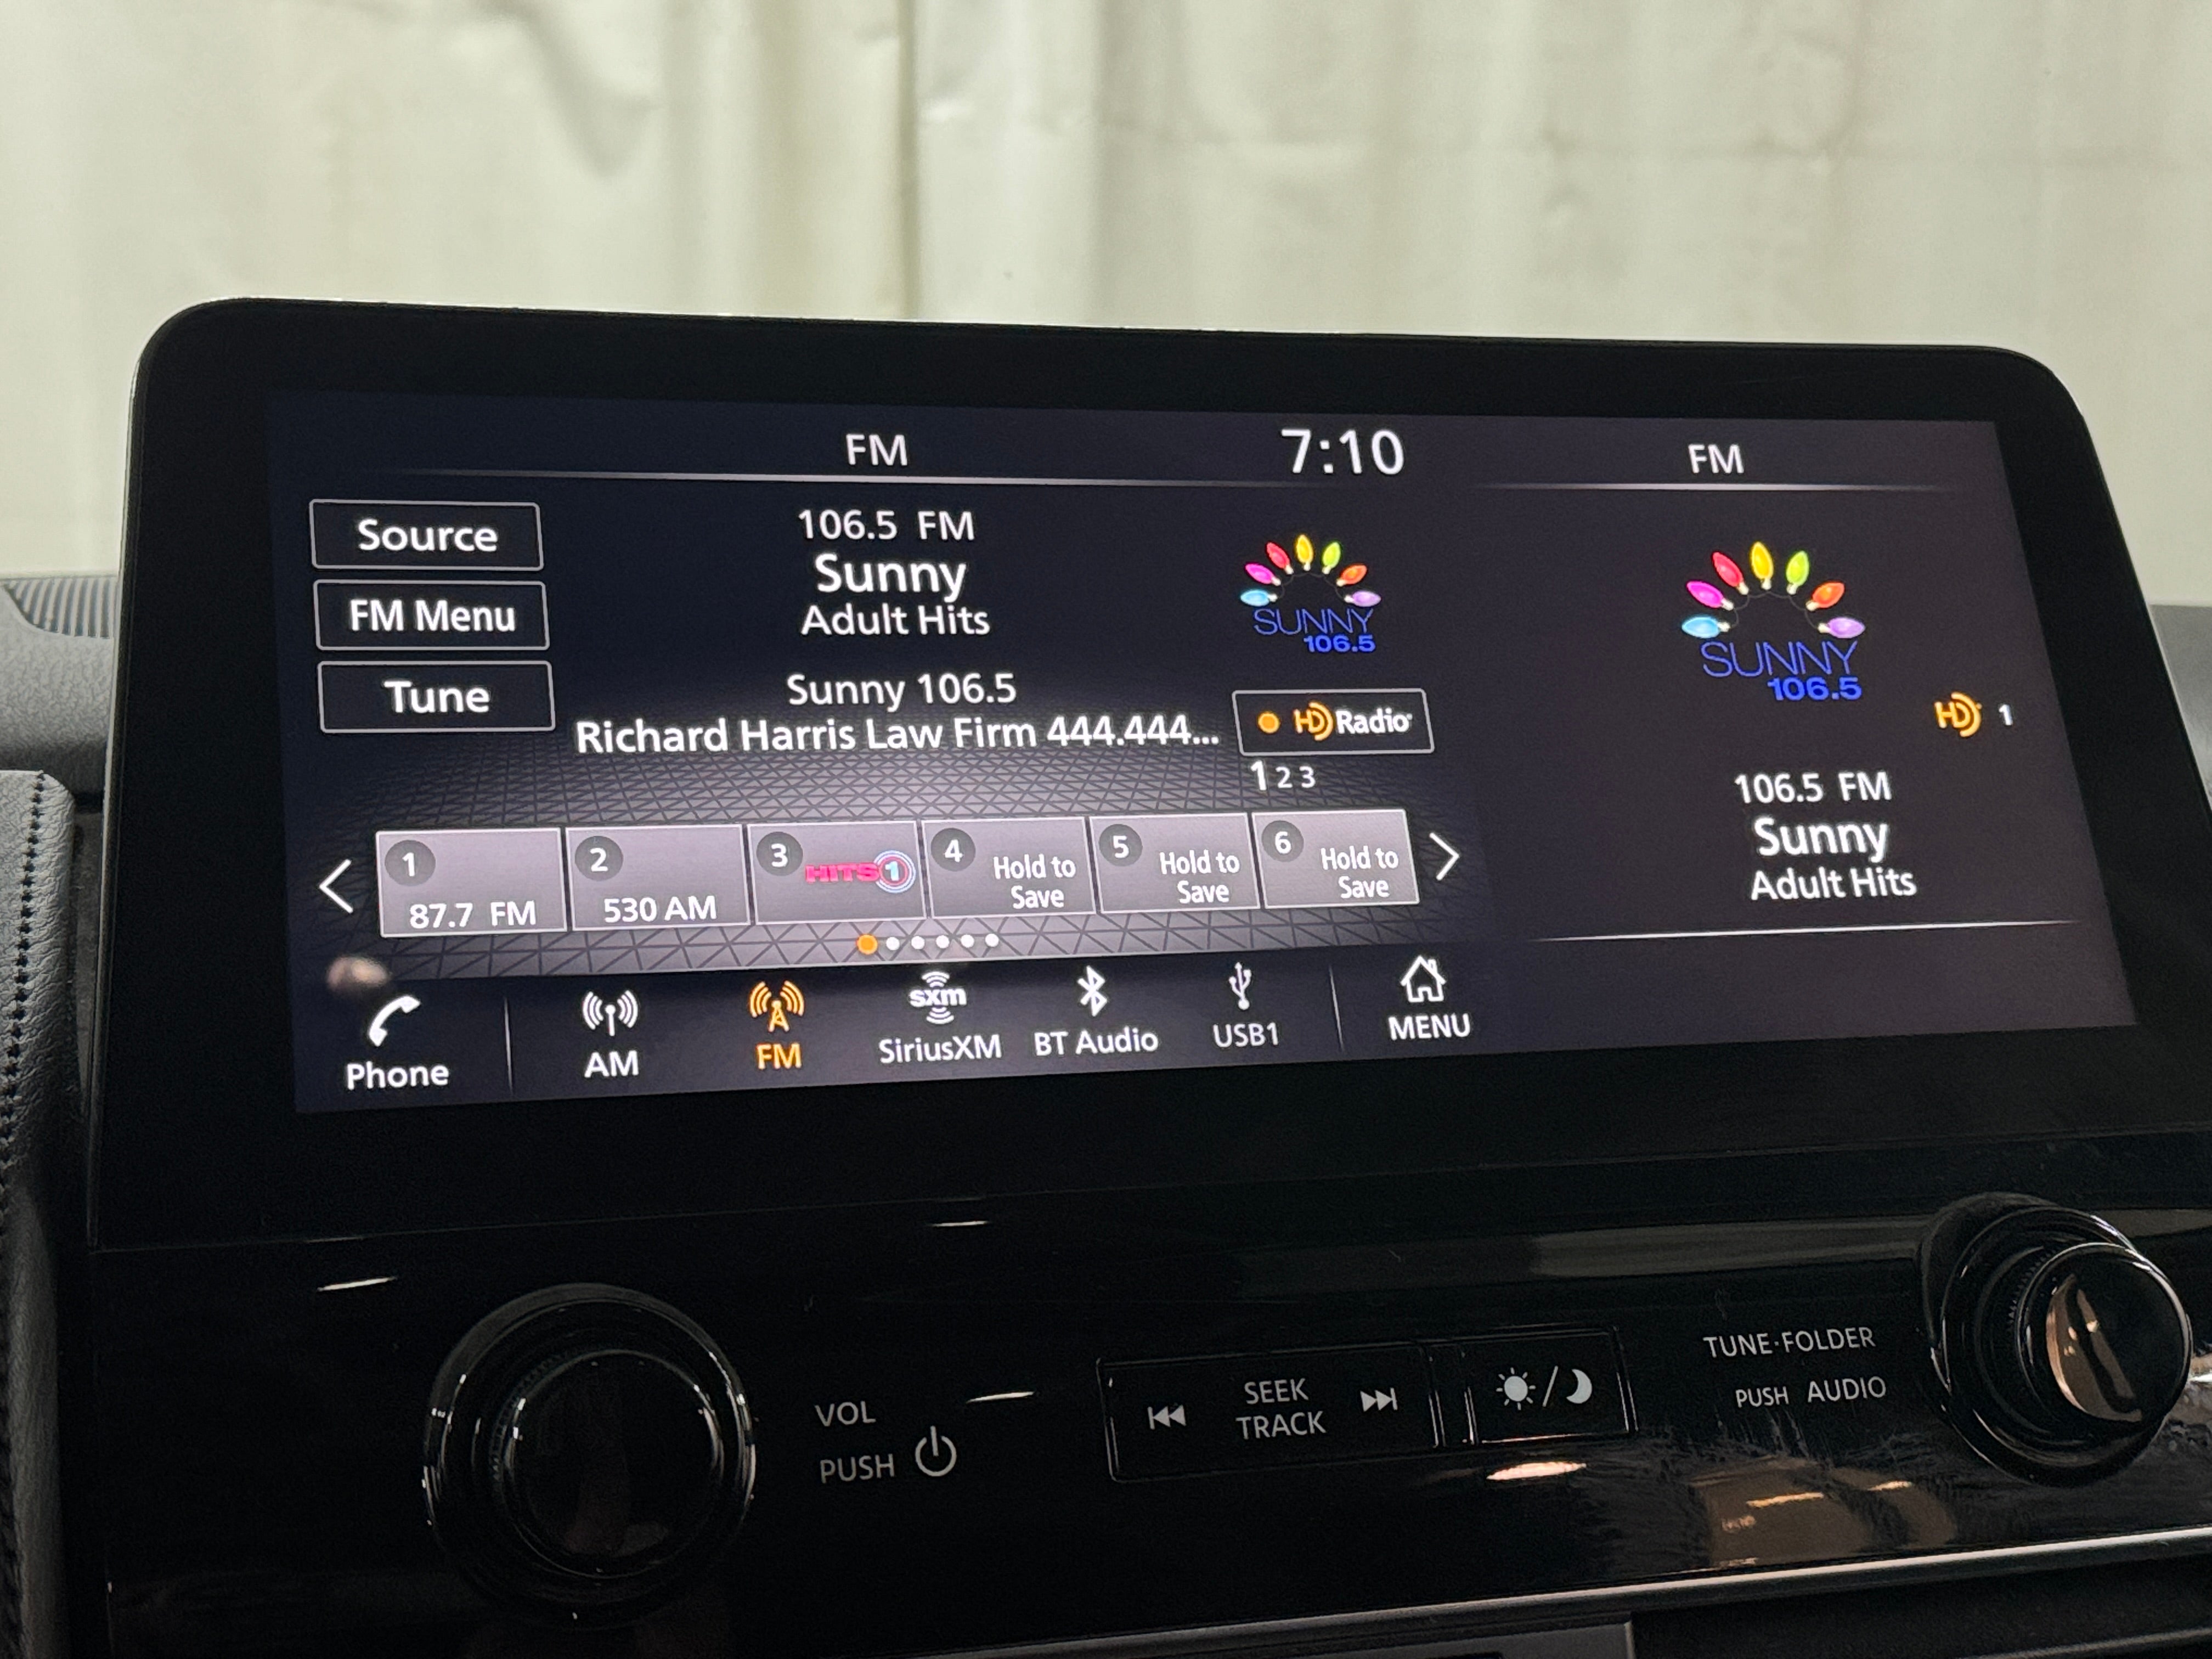 FM
7:10
FM
Source
FM Menu
Tune
106.5 FM
Sunny
Adult Hits
Sunny 106.5
Richard Harris Law Firm 444.444...
SUNNY
106.5
HD Radio
1 2 3
SUNNY
106.5
HD 1
106.5 FM
Sunny
Adult Hits
1
87.7 FM
2
530 AM
3
HITS 1
4
Hold to
Save
5
Hold to
Save
6
Hold to
Save
Phone
AM
FM
sxm
SiriusXM
BT Audio
USB1
MENU
VOL
PUSH
SEEK
TRACK
TUNE·FOLDER
PUSH AUDIO